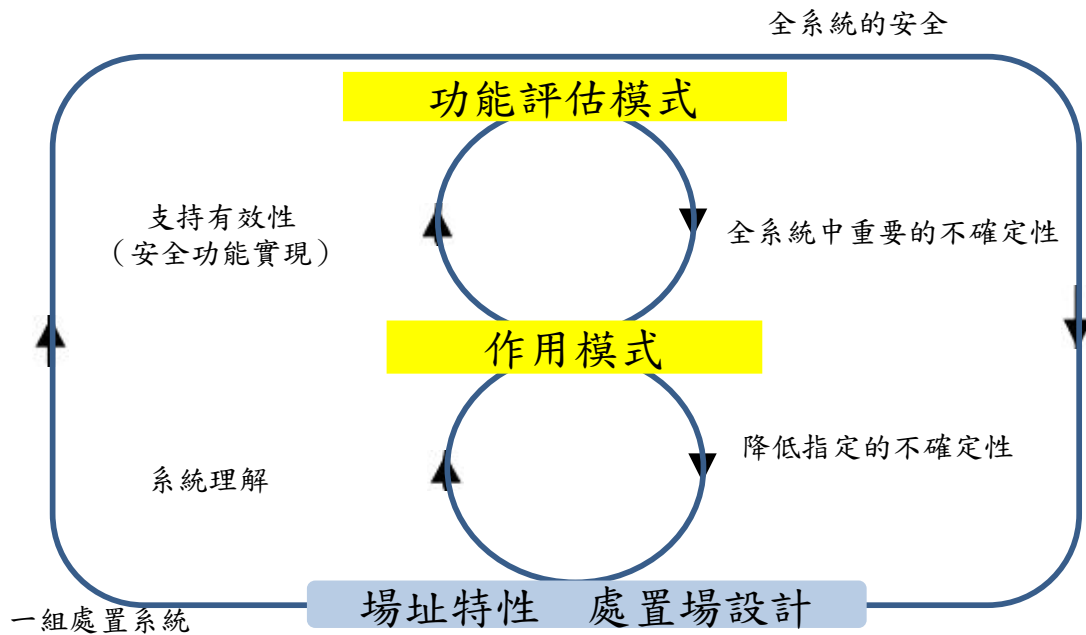 全系統的安全
功能評估模式
支持有效性
（安全功能實現）
全系統中重要的不確定性
作用模式
降低指定的不確定性
系統理解
場址特性　處置場設計
一組處置系統